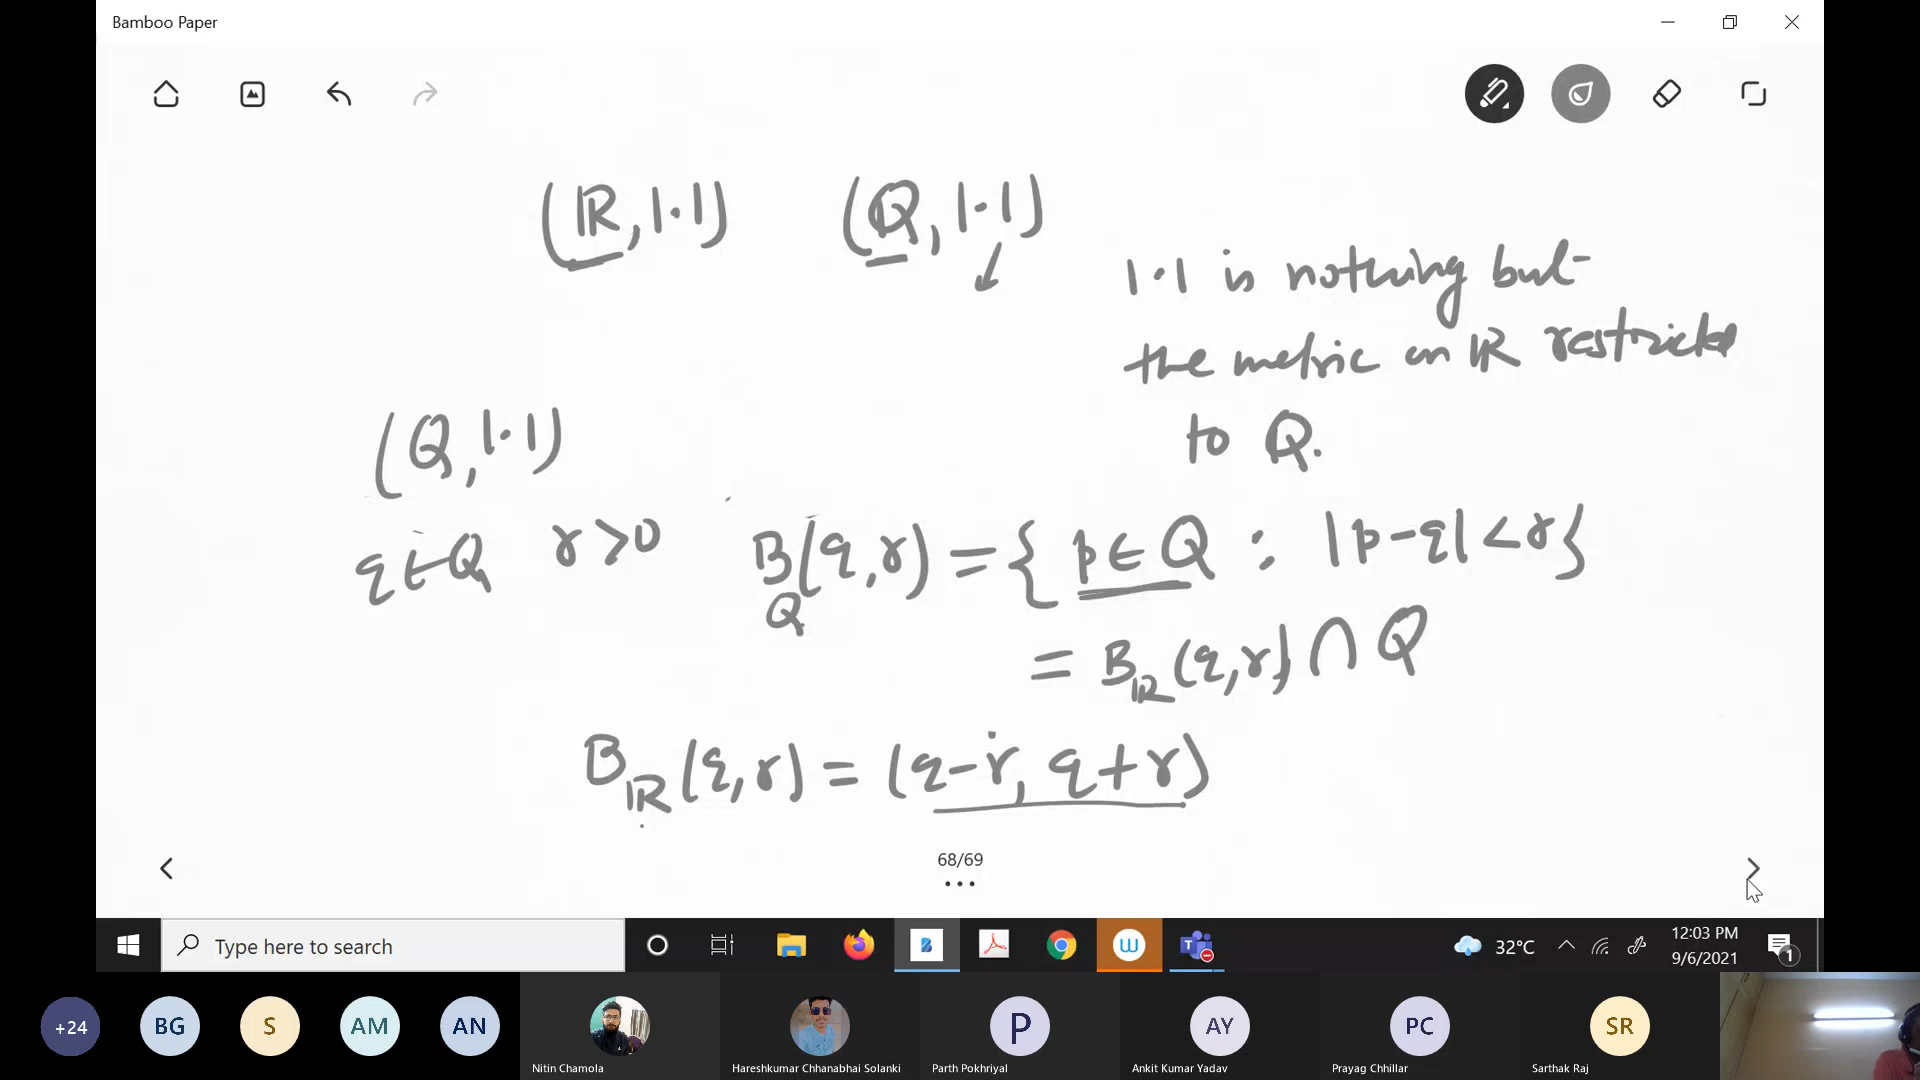 Bamboo Paper
(ℝ, |·|) (Q, |·|)
|·| is nothing but
the metric on ℝ restricted
to Q.
(Q, |·|)
q ∈ Q r > 0 B_Q(q, r) = { p ∈ Q : |p - q| < r }
= B_ℝ(q, r) ∩ Q
B_ℝ(q, r) = (q - r, q + r)
68/69
Type here to search
32°C
12:03 PM
9/6/2021
1
+24
BG
S
AM
AN
P
AY
PC
SR
Nitin Chamola
Hareshkumar Chhanabhai Solanki
Parth Pokhriyal
Ankit Kumar Yadav
Prayag Chhillar
Sarthak Raj